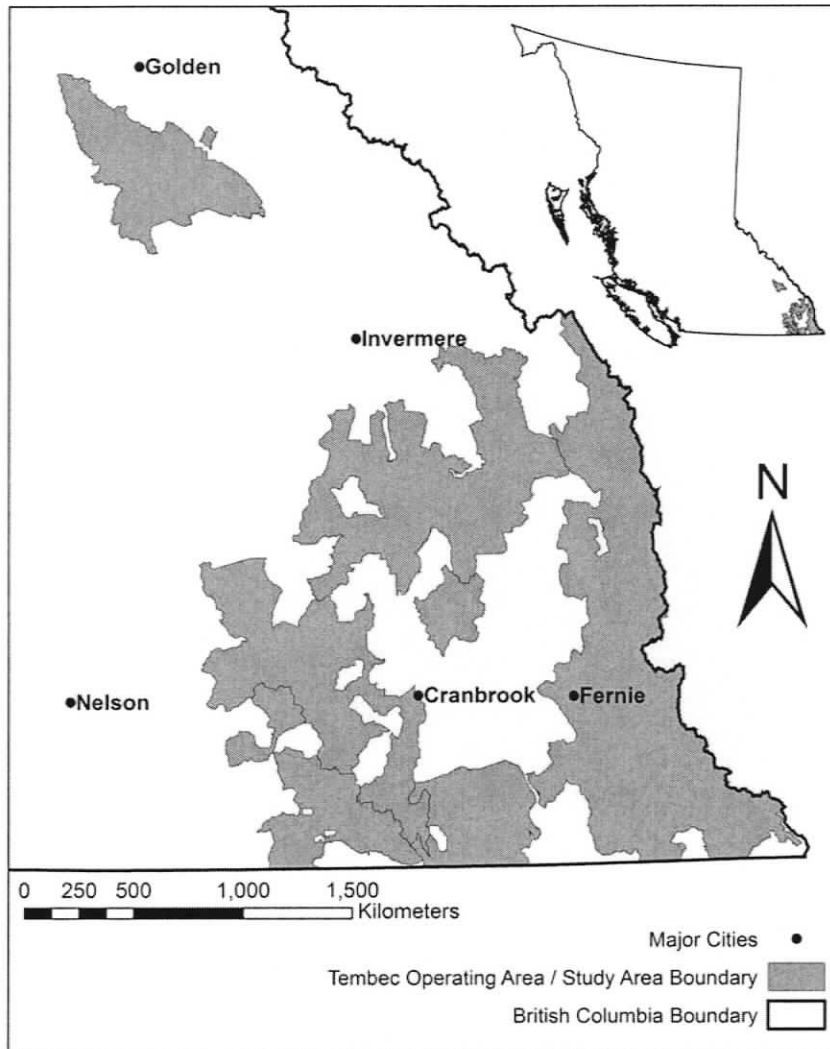 Golden
Invermere
N
Nelson
Cranbrook
Fernie
0 250 500 1,000 1,500
Kilometers
Major Cities
Tembec Operating Area / Study Area Boundary
British Columbia Boundary